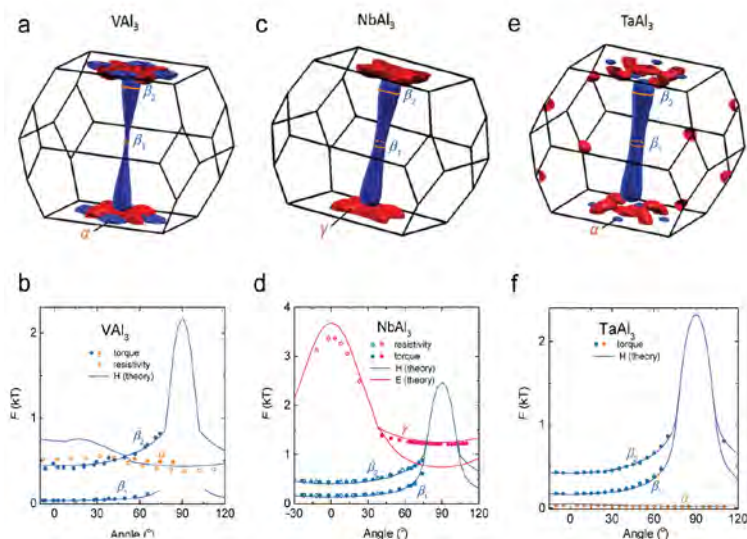 a
VAl₃
β₂
β₁
α
c
NbAl₃
β₂
β₁
γ
e
TaAl₃
β₂
β₁
α
b
VAl₃
torque
resistivity
H (theory)
β₂
α
β₁
F (kT)
2
1
0
0
30
60
90
120
Angle (°)
d
NbAl₃
resistivity
torque
H (theory)
E (theory)
γ
β₂
β₁
F (kT)
4
3
2
1
0
-30
0
30
60
90
120
Angle (°)
f
TaAl₃
torque
H (theory)
β₂
β₁
α
F (kT)
2
1
0
0
30
60
90
120
Angle (°)